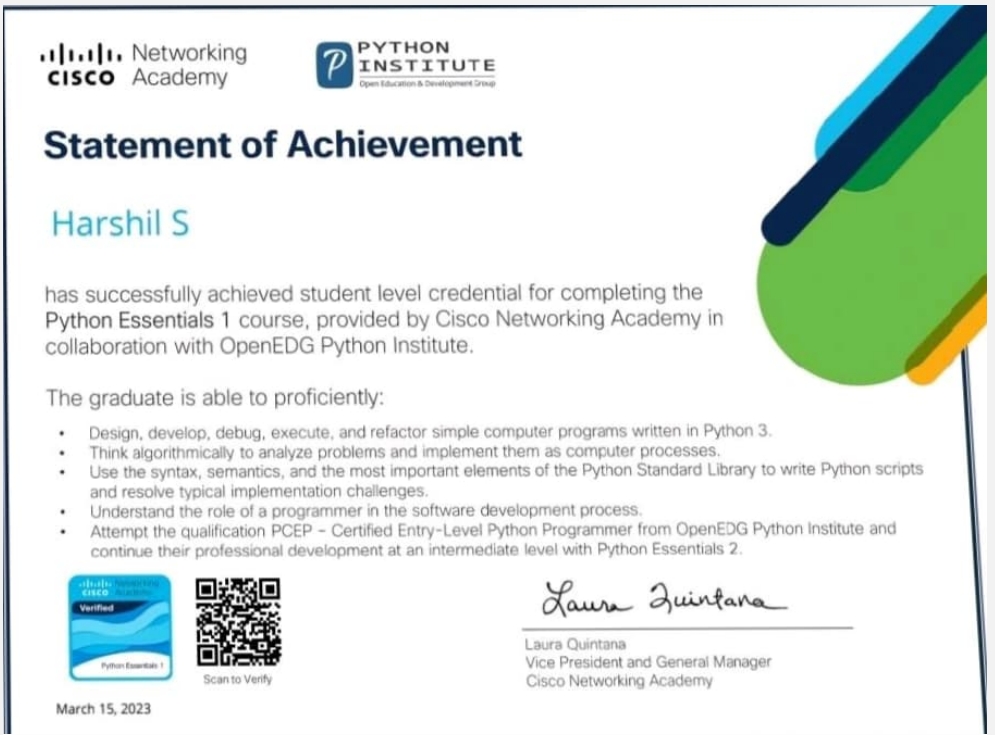 Networking
CISCO Academy
PYTHON
INSTITUTE
Open Education & Development Group
Statement of Achievement
Harshil S
has successfully achieved student level credential for completing the
Python Essentials 1 course, provided by Cisco Networking Academy in
collaboration with OpenEDG Python Institute.
The graduate is able to proficiently:
• Design, develop, debug, execute, and refactor simple computer programs written in Python 3.
• Think algorithmically to analyze problems and implement them as computer processes.
• Use the syntax, semantics, and the most important elements of the Python Standard Library to write Python scripts
and resolve typical implementation challenges.
• Understand the role of a programmer in the software development process.
• Attempt the qualification PCEP – Certified Entry-Level Python Programmer from OpenEDG Python Institute and
continue their professional development at an intermediate level with Python Essentials 2.
Networking
CISCO Academy
Verified
Python Essentials 1
Scan to Verify
March 15, 2023
Laura Quintana
Laura Quintana
Vice President and General Manager
Cisco Networking Academy